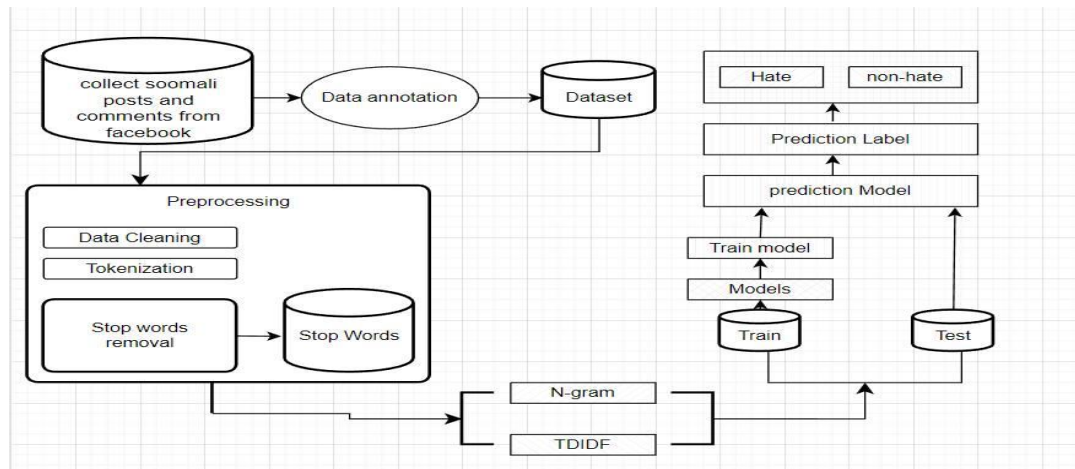 collect soomali
posts and
comments from
facebook
Data annotation
Dataset
Preprocessing
Data Cleaning
Tokenization
Stop words
removal
Stop Words
N-gram
TDIDF
Hate
non-hate
Prediction Label
prediction Model
Train model
Models
Train
Test